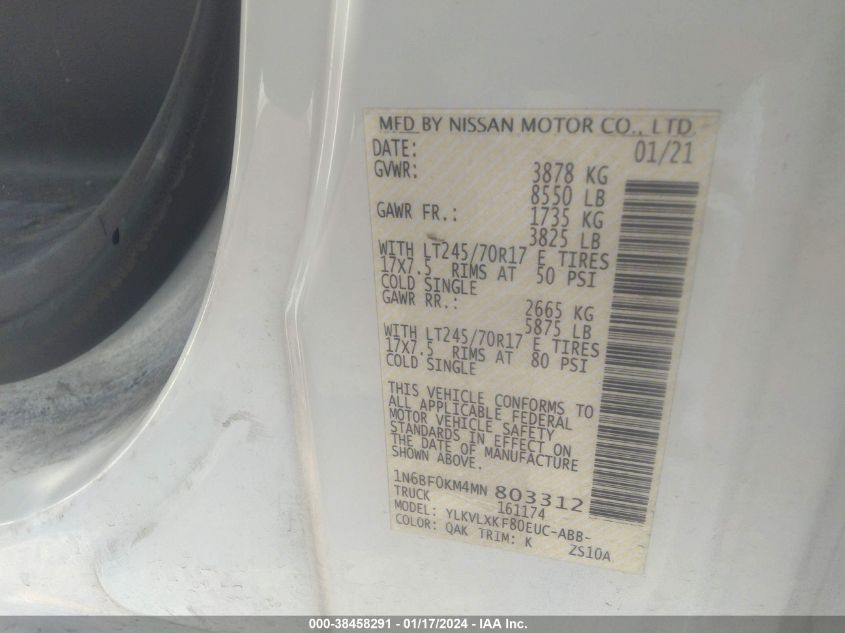 MFD BY NISSAN MOTOR CO., LTD.
DATE: 01/21
GVWR: 3878 KG
8550 LB
GAWR FR.: 1735 KG
3825 LB
WITH LT245/70R17 E TIRES
17X7.5 RIMS AT 50 PSI
COLD SINGLE
GAWR RR.: 2665 KG
5875 LB
WITH LT245/70R17 E TIRES
17X7.5 RIMS AT 80 PSI
COLD SINGLE
THIS VEHICLE CONFORMS TO
ALL APPLICABLE FEDERAL
MOTOR VEHICLE SAFETY
STANDARDS IN EFFECT ON
THE DATE OF MANUFACTURE
SHOWN ABOVE.
1N6BF0KM4MN 803312
TRUCK 161174
MODEL: YLKVLXKF80EUC-ABB-
COLOR: QAK TRIM: K ZS10A
000-38458291 - 01/17/2024 - IAA Inc.